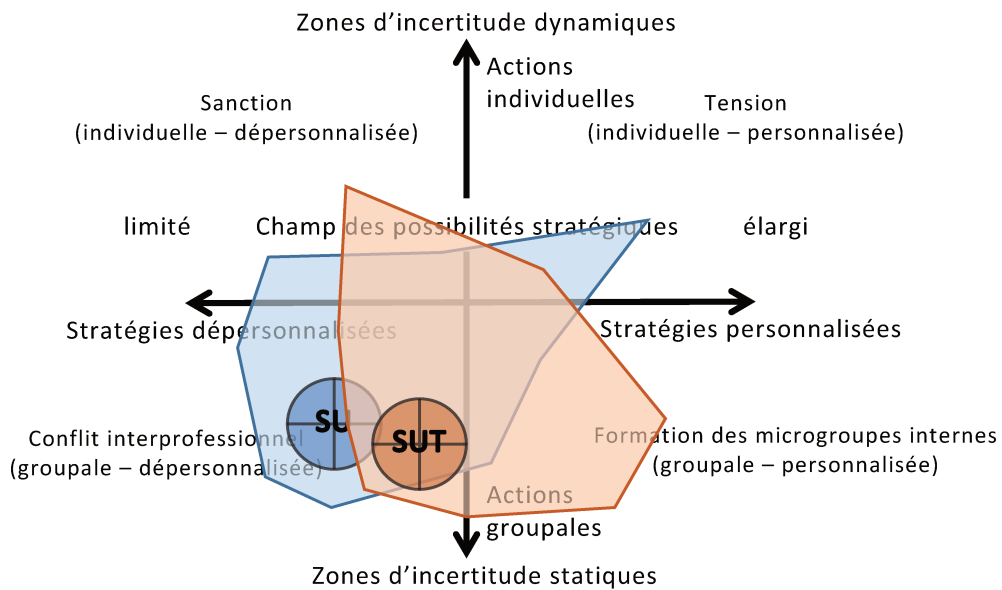 Zones d’incertitude dynamiques
Actions
individuelles
Sanction
(individuelle – dépersonnalisée)
Tension
(individuelle – personnalisée)
limité
Champ des possibilités stratégiques
élargi
Stratégies dépersonnalisées
Stratégies personnalisées
SU
SUT
Conflit interprofessionnel
(groupale – dépersonnalisée)
Formation des microgroupes internes
(groupale – personnalisée)
Actions
groupales
Zones d’incertitude statiques